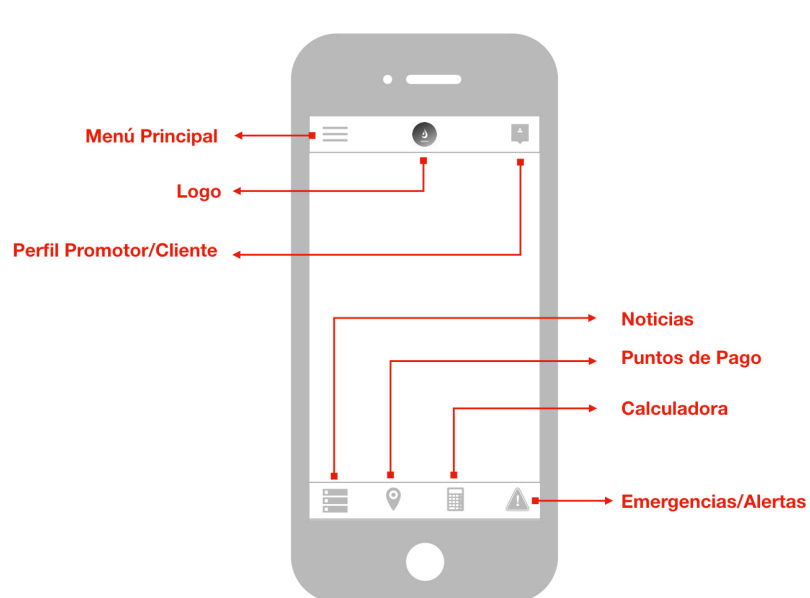 Menú Principal
Logo
Perfil Promotor/Cliente
Noticias
Puntos de Pago
Calculadora
Emergencias/Alertas